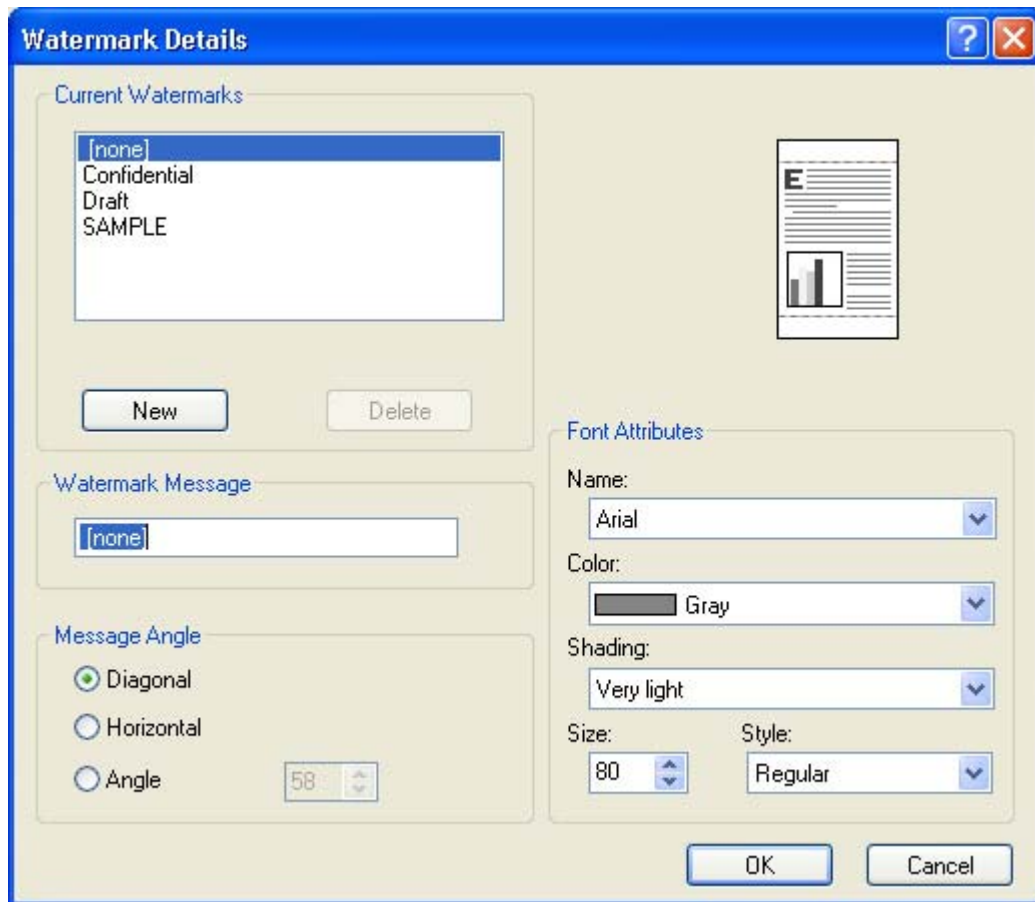 Watermark Details
?
Current Watermarks
[none]
Confidential
Draft
SAMPLE
E
New
Delete
Watermark Message
[none]
Message Angle
Diagonal
Horizontal
Angle
58
Font Attributes
Name:
Arial
Color:
Gray
Shading:
Very light
Size: Style:
80 Regular
OK Cancel